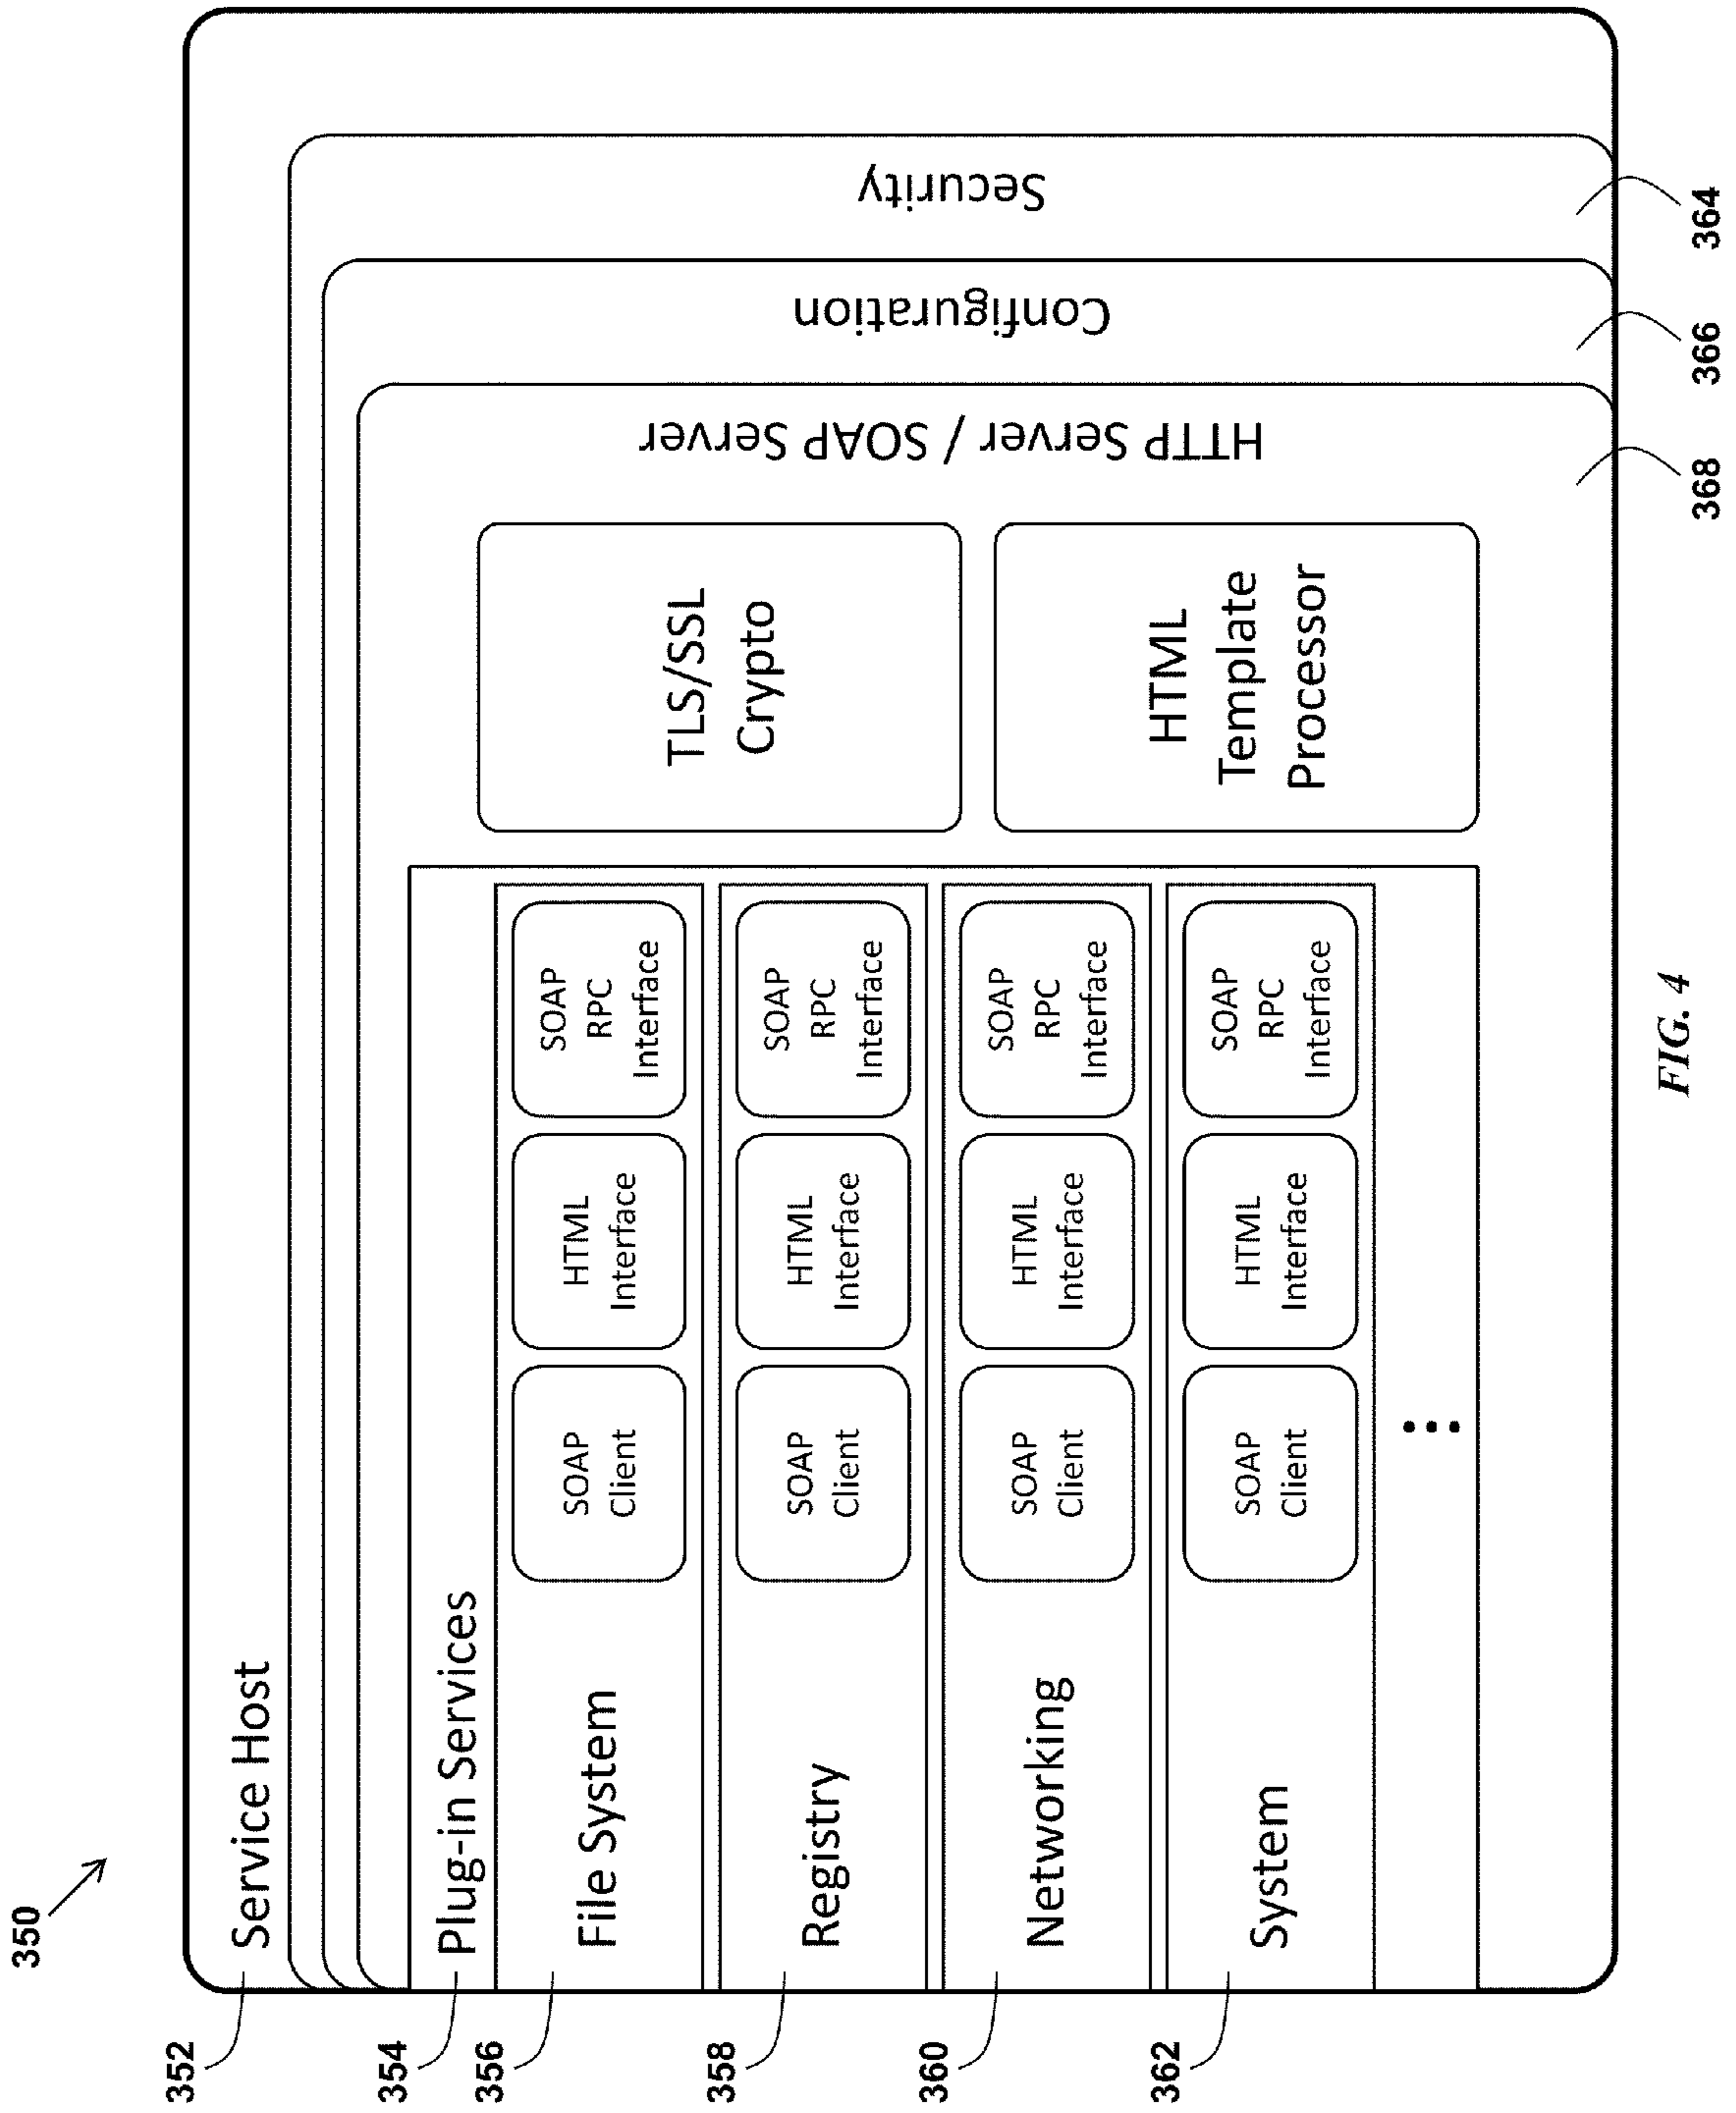 350
352
Service Host
354
Plug-in Services
356
File System
SOAP
Client
HTML
Interface
SOAP
RPC
Interface
358
Registry
SOAP
Client
HTML
Interface
SOAP
RPC
Interface
360
Networking
SOAP
Client
HTML
Interface
SOAP
RPC
Interface
362
System
SOAP
Client
HTML
Interface
SOAP
RPC
Interface
TLS/SSL
Crypto
HTML
Template
Processor
HTTP Server / SOAP Server
Configuration
Security
368
366
364
FIG. 4